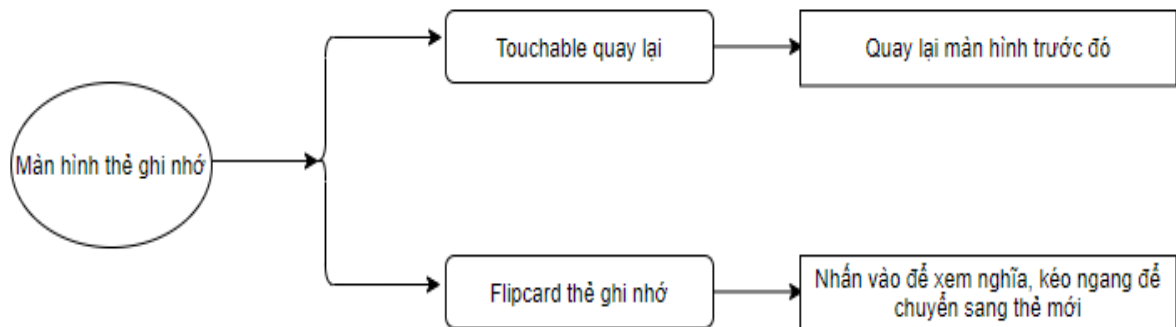 Touchable quay lại
Quay lại màn hình trước đó
Màn hình thẻ ghi nhớ
Flipcard thẻ ghi nhớ
Nhấn vào để xem nghĩa, kéo ngang để
chuyển sang thẻ mới